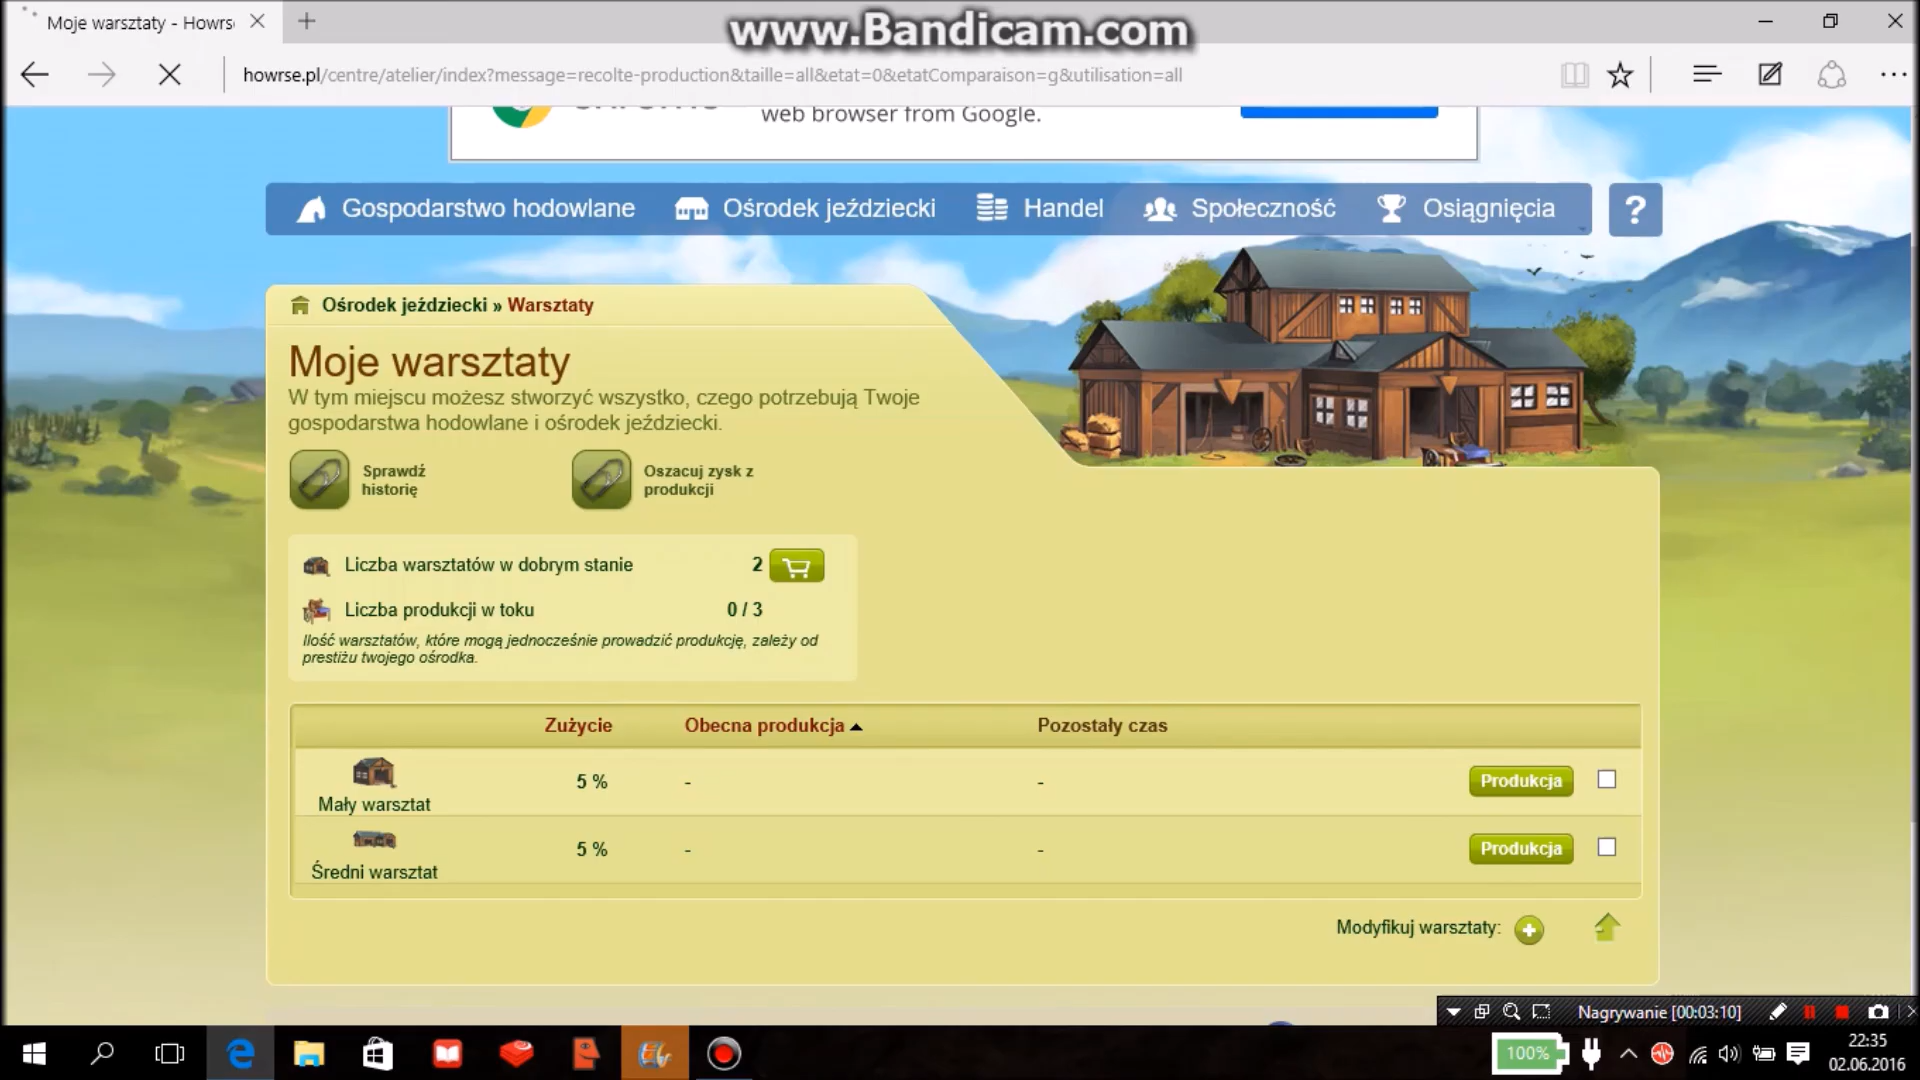 Moje warsztaty - Howrs
www.Bandicam.com
howrse.pl/centre/atelier/index?message=recolte-production&taille=all&etat=0&etatComparaison=g&utilisation=all
web browser from Google.
Gospodarstwo hodowlane
Ośrodek jeździecki
Handel
Społeczność
Osiągnięcia
?
Ośrodek jeździecki » Warsztaty
Moje warsztaty
W tym miejscu możesz stworzyć wszystko, czego potrzebują Twoje
gospodarstwa hodowlane i ośrodek jeździecki.
Sprawdź
historię
Oszacuj zysk z
produkcji
Liczba warsztatów w dobrym stanie 2
Liczba produkcji w toku 0 / 3
Ilość warsztatów, które mogą jednocześnie prowadzić produkcję, zależy od
prestiżu twojego ośrodka.
Zużycie Obecna produkcja Pozostały czas
Mały warsztat 5 % - - Produkcja
Średni warsztat 5 % - - Produkcja
Modyfikuj warsztaty:
Nagrywanie [00:03:10]
100%
22:35
02.06.2016